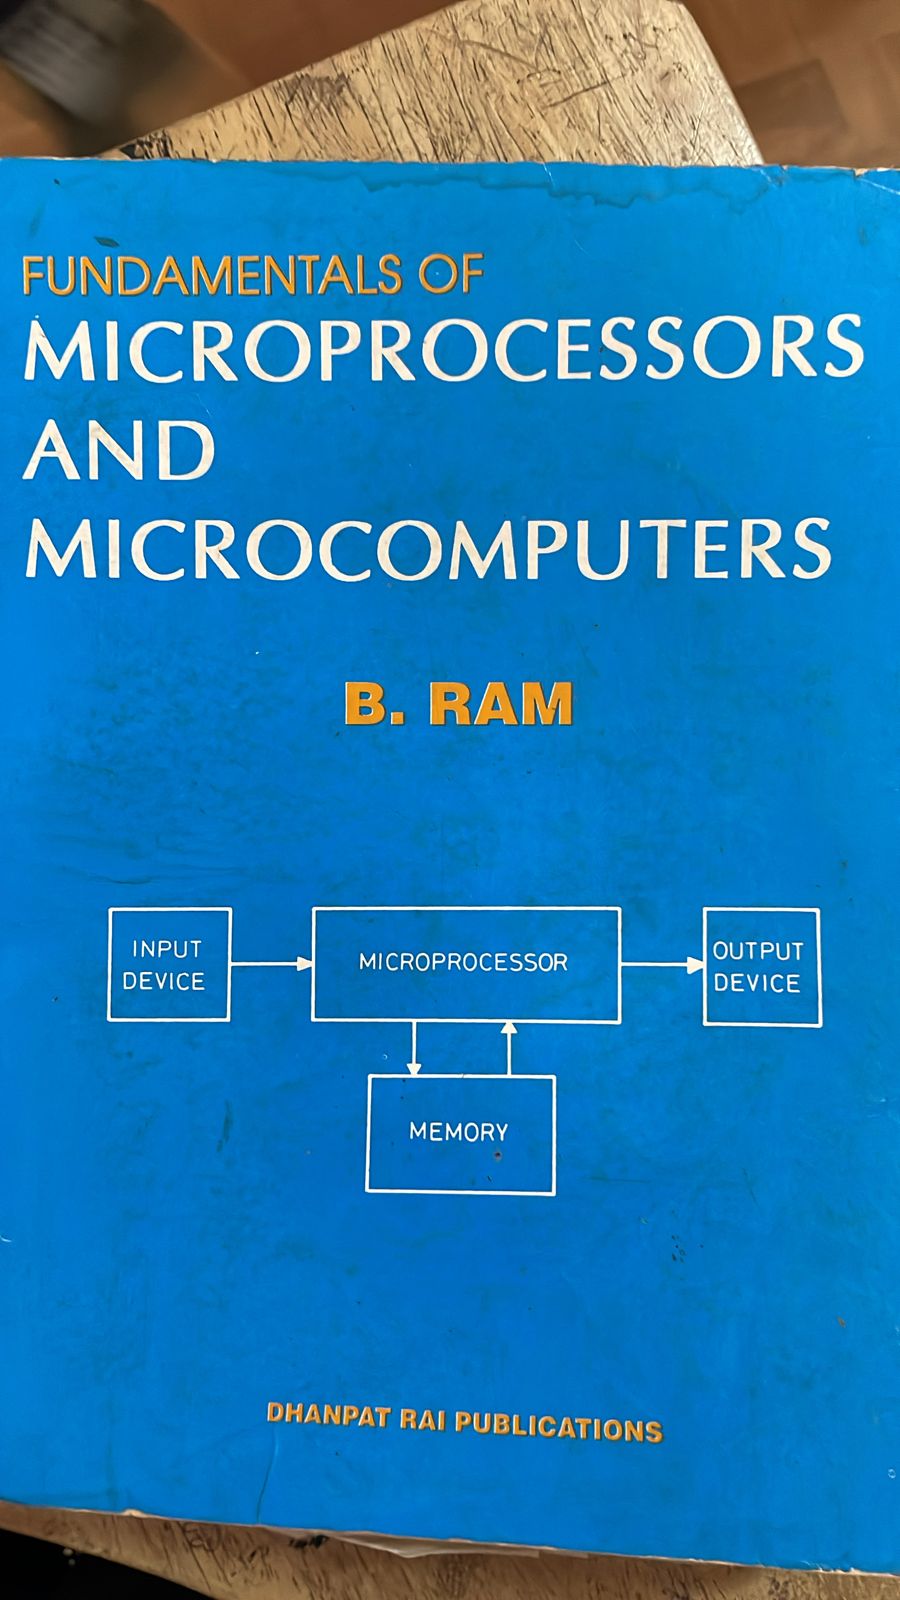 FUNDAMENTALS OF
MICROPROCESSORS
AND
MICROCOMPUTERS
B. RAM
INPUT
DEVICE
MICROPROCESSOR
OUTPUT
DEVICE
MEMORY
DHANPAT RAI PUBLICATIONS